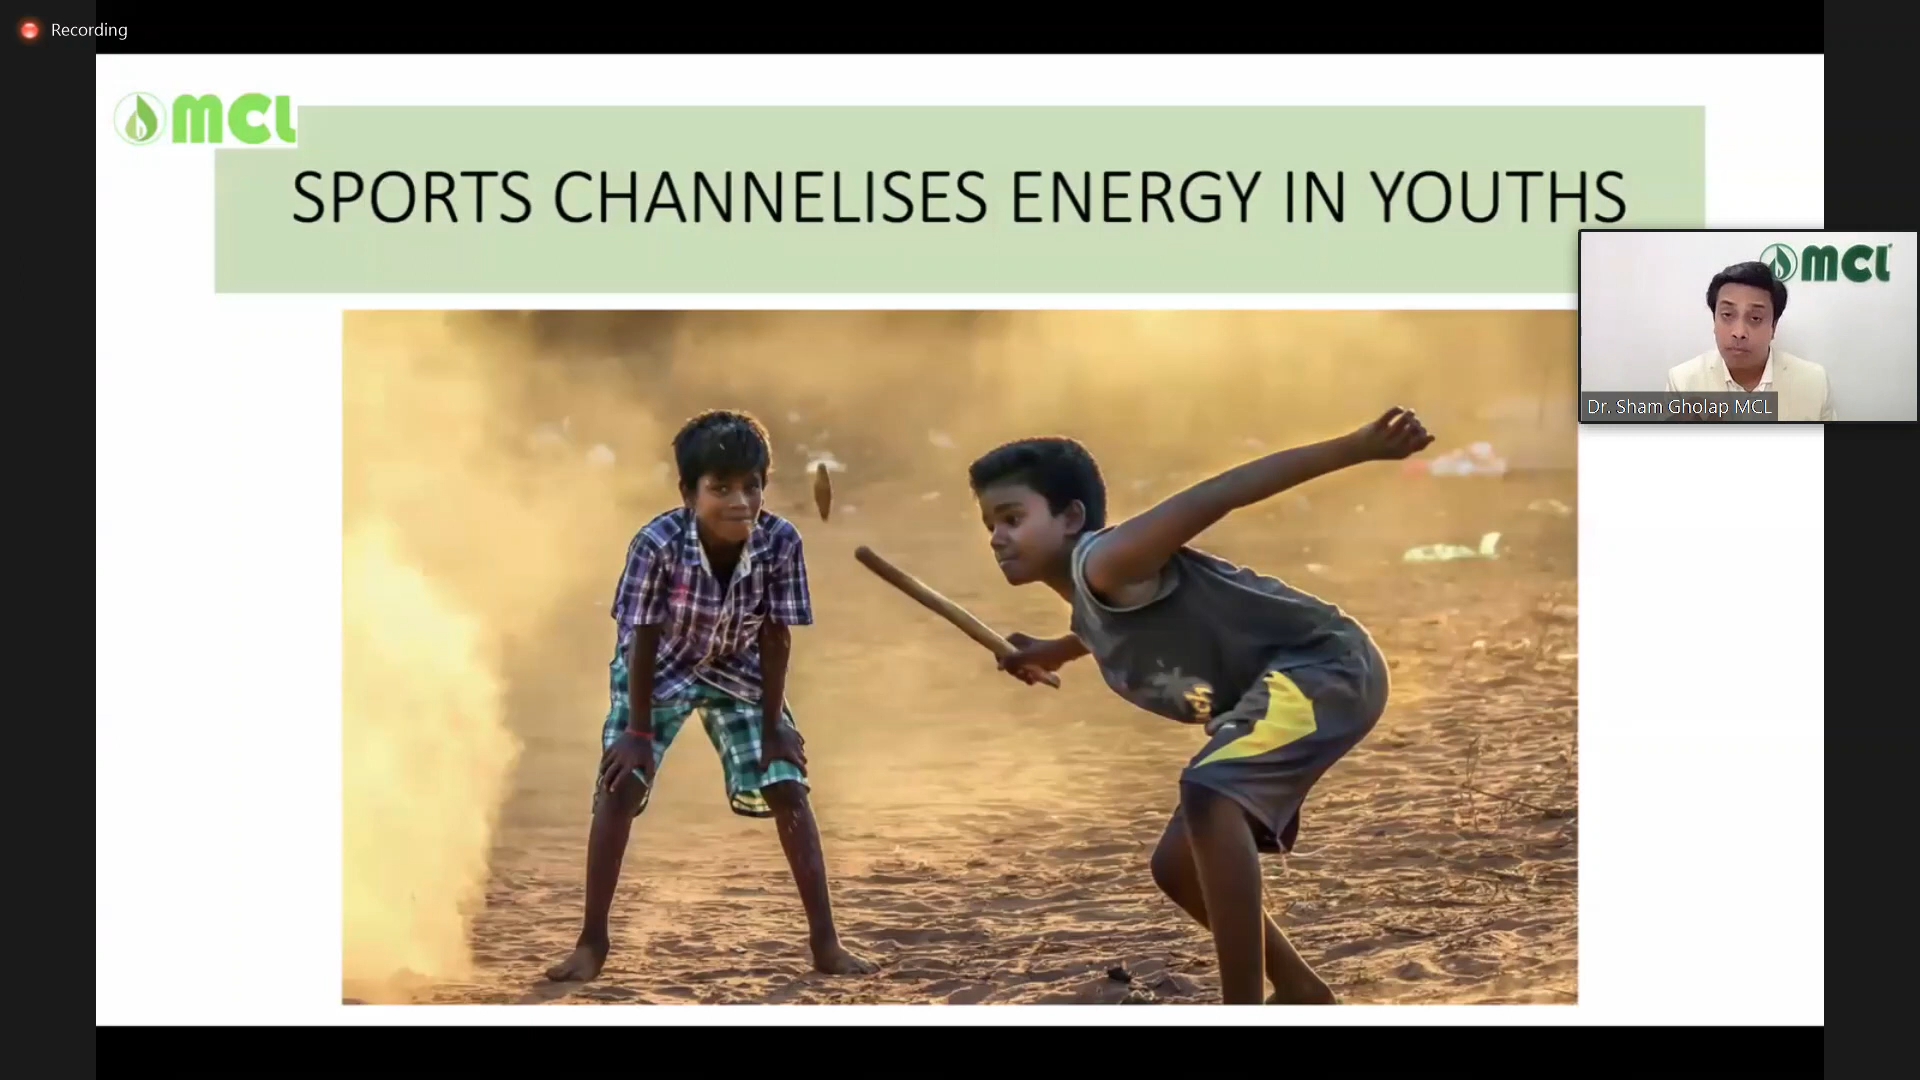 Recording
MCL
SPORTS CHANNELISES ENERGY IN YOUTHS
MCL
Dr. Sham Gholap MCL